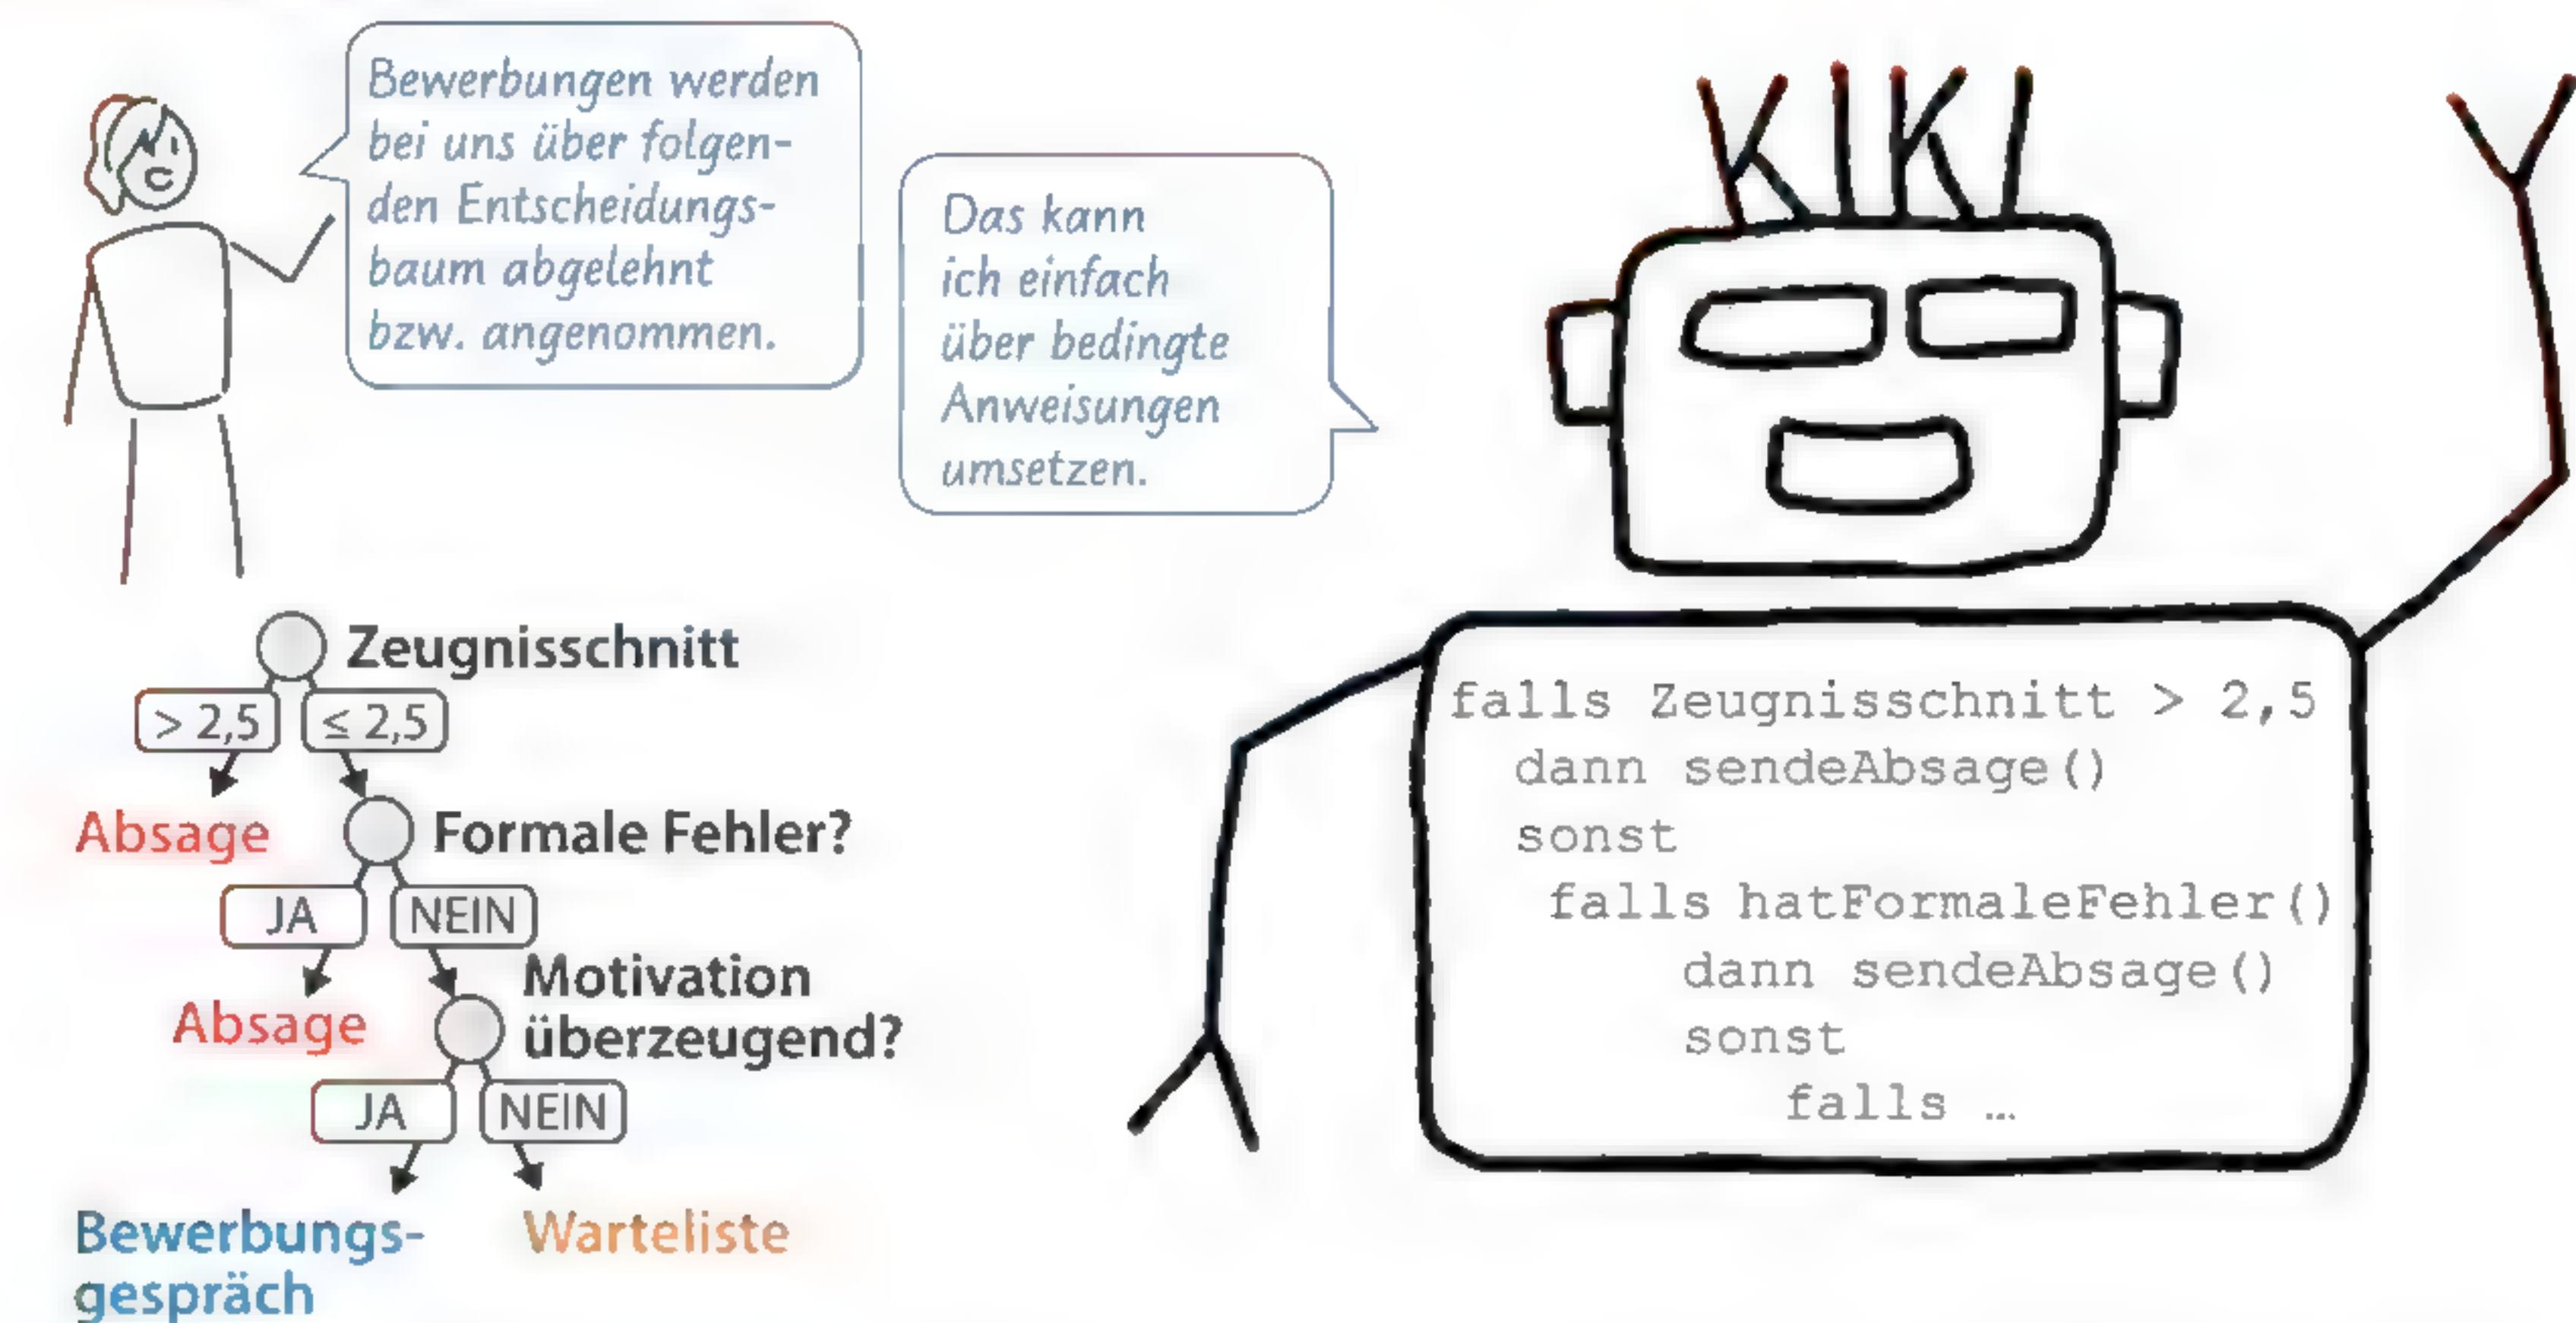 Bewerbungen werden
bei uns über folgen-
den Entscheidungs-
baum abgelehnt
bzw. angenommen.
Das kann
ich einfach
über bedingte
Anweisungen
umsetzen.
KIKI
Zeugnisschnitt
> 2,5 ≤ 2,5
Absage
Formale Fehler?
JA NEIN
Absage
Motivation
überzeugend?
JA NEIN
Bewerbungs-
gespräch
Warteliste
falls Zeugnisschnitt > 2,5
dann sendeAbsage()
sonst
falls hatFormaleFehler()
dann sendeAbsage()
sonst
falls …